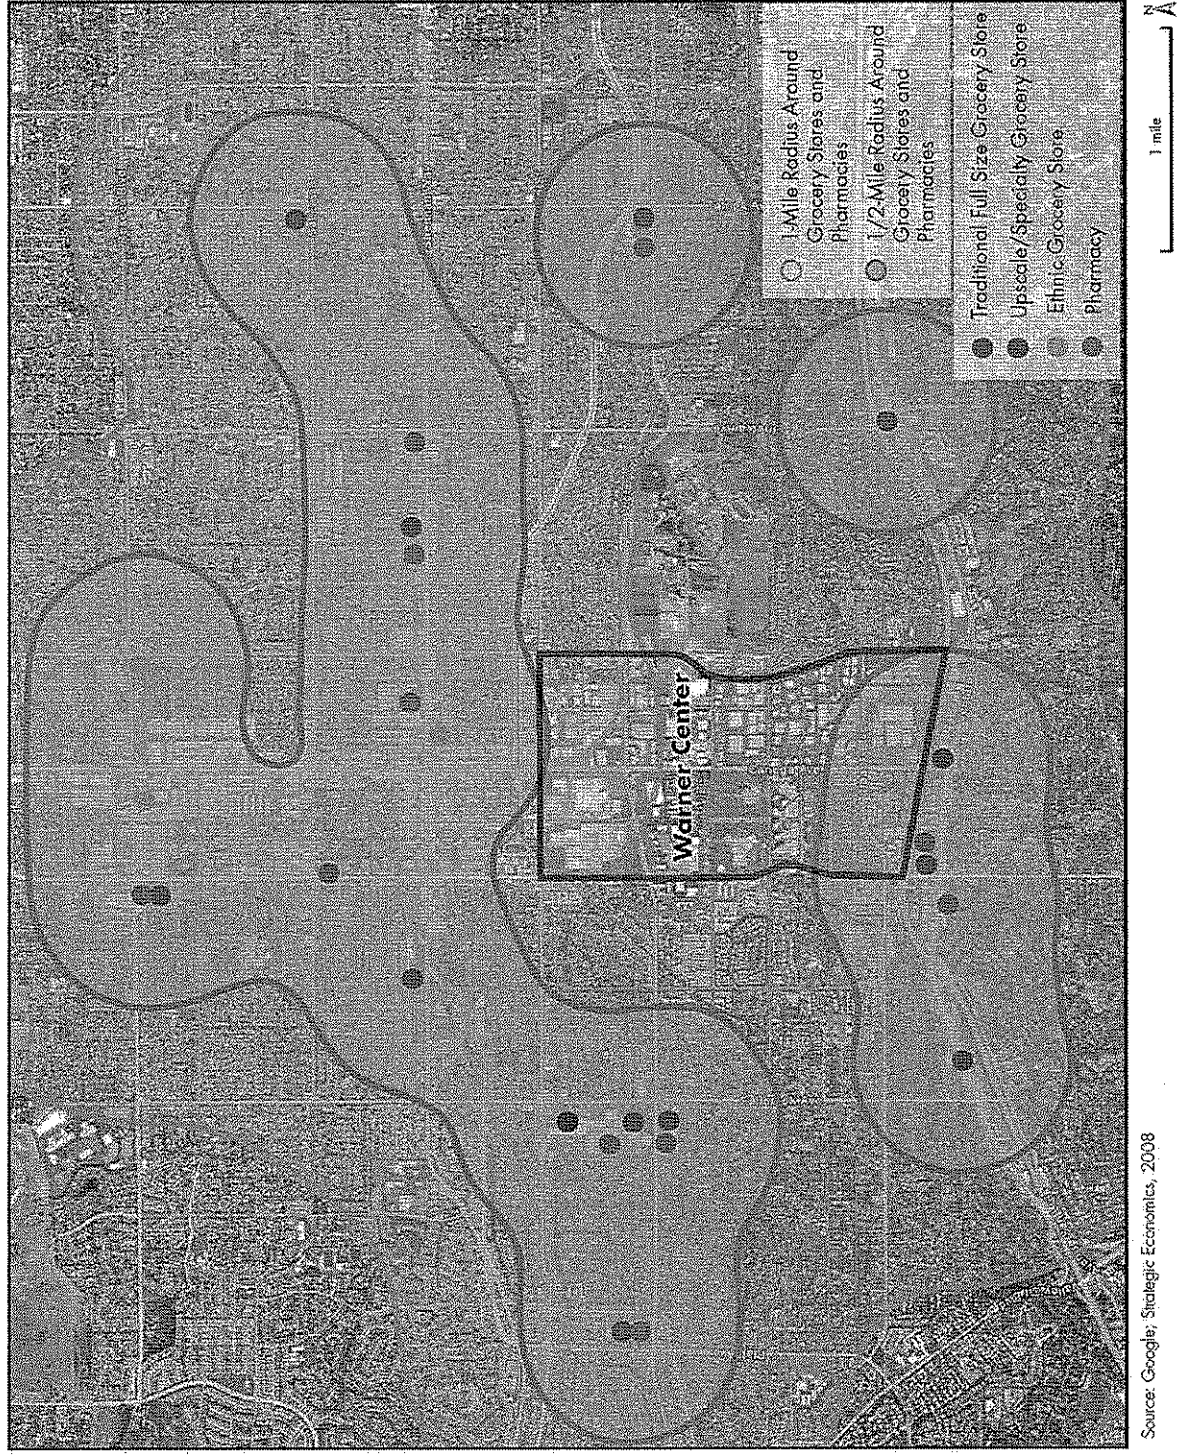 N
1 mile
1-Mile Radius Around
Grocery Stores and
Pharmacies
1/2-Mile Radius Around
Grocery Stores and
Pharmacies
Traditional Full Size Grocery Store
Upscale/Specialty Grocery Store
Ethnic Grocery Store
Pharmacy
Warner Center
Source: Google; Strategic Economics, 2008